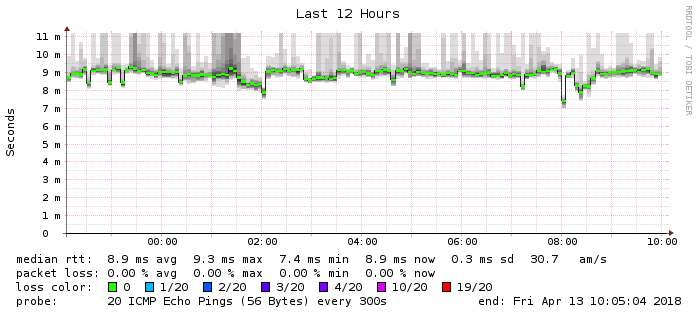 Last 12 Hours
RRDTOOL / TOBI OETIKER
Seconds
11 m
10 m
9 m
8 m
7 m
6 m
5 m
4 m
3 m
2 m
1 m
0
00:00 02:00 04:00 06:00 08:00 10:00
median rtt: 8.9 ms avg 9.3 ms max 7.4 ms min 8.9 ms now 0.3 ms sd 30.7 am/s
packet loss: 0.00 % avg 0.00 % max 0.00 % min 0.00 % now
loss color: 0 1/20 2/20 3/20 4/20 10/20 19/20
probe: 20 ICMP Echo Pings (56 Bytes) every 300s end: Fri Apr 13 10:05:04 2018